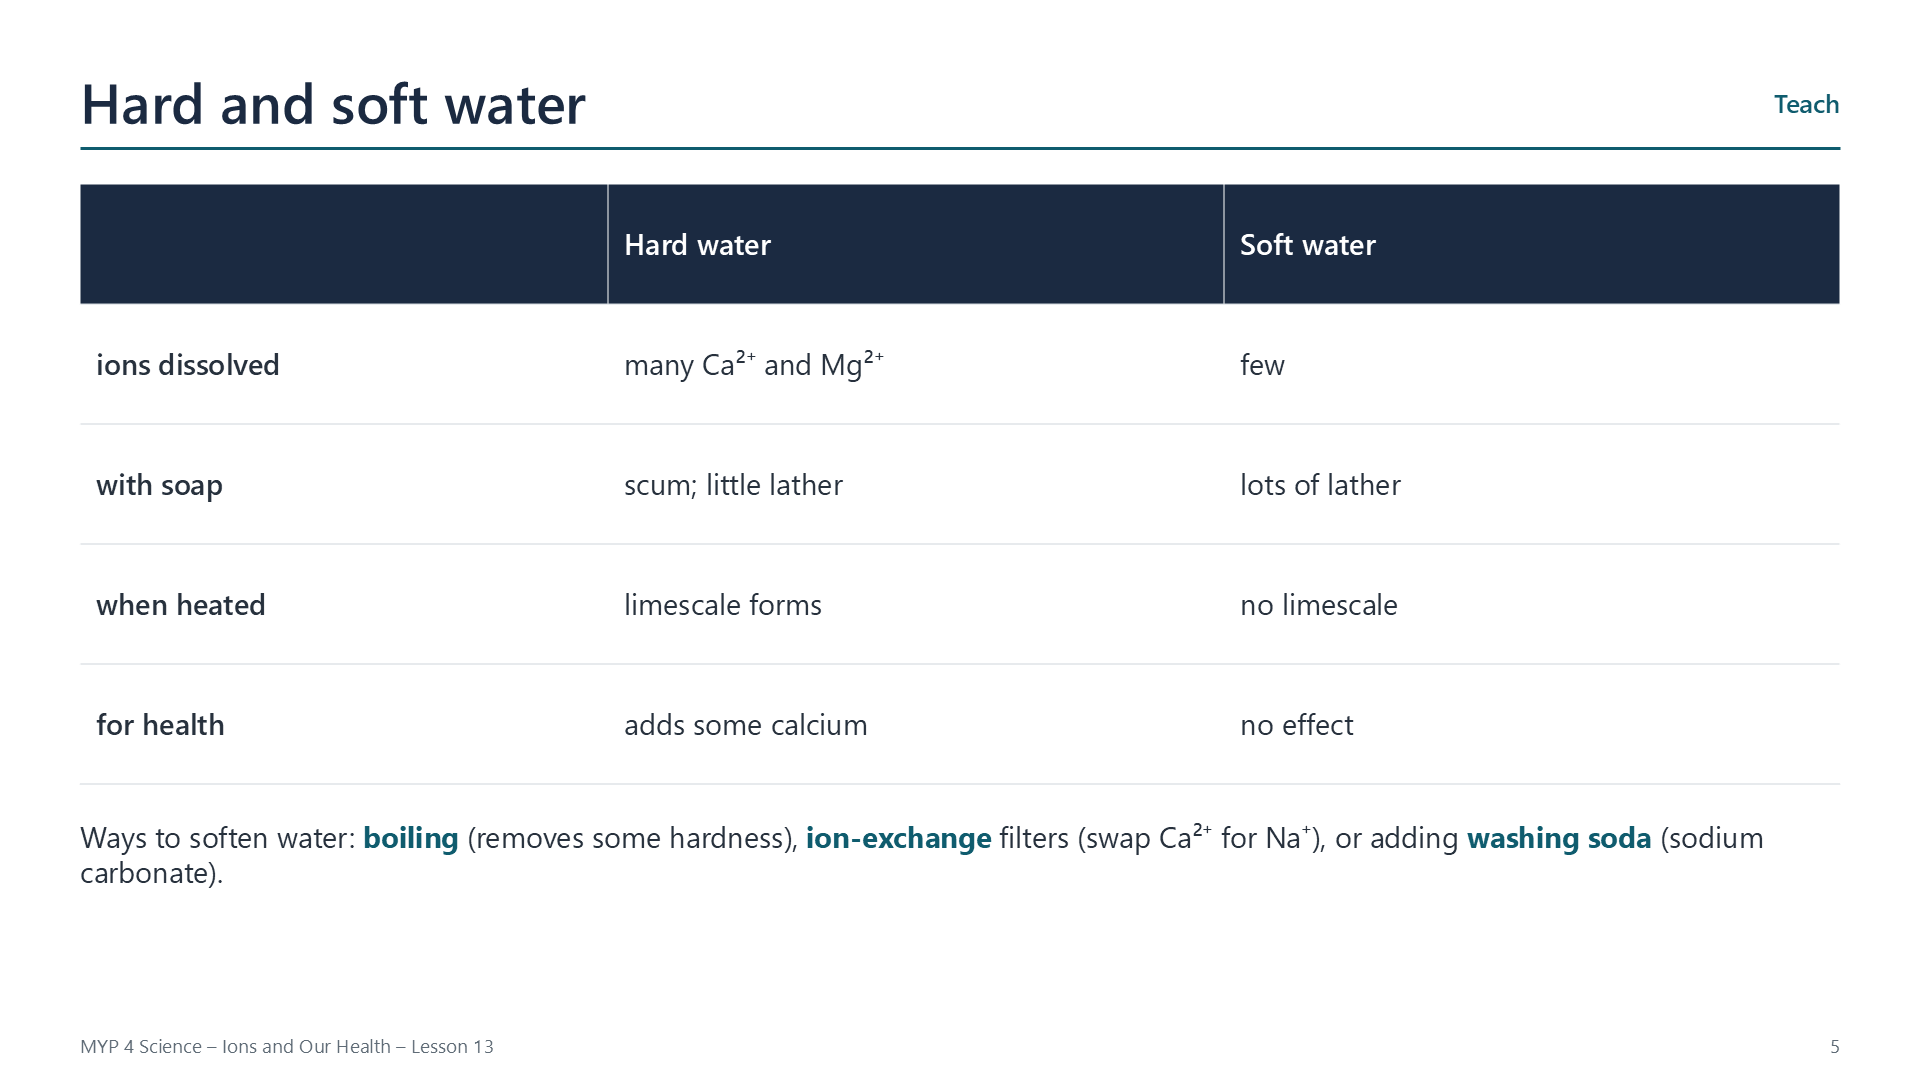 Hard and soft water
Teach
Hard water
Soft water
ions dissolved
many Ca²⁺ and Mg²⁺
few
with soap
scum; little lather
lots of lather
when heated
limescale forms
no limescale
for health
adds some calcium
no effect
Ways to soften water: boiling (removes some hardness), ion-exchange filters (swap Ca²⁺ for Na⁺), or adding washing soda (sodium
carbonate).
MYP 4 Science – Ions and Our Health – Lesson 13
5